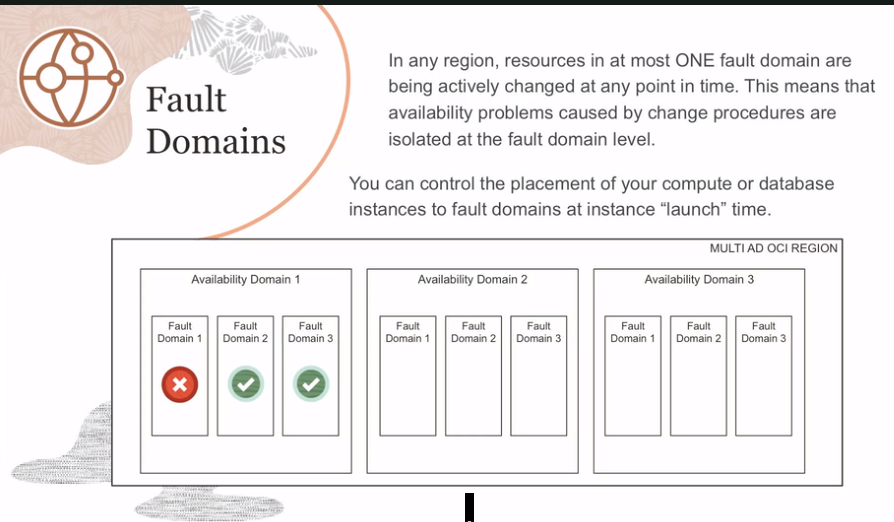 Fault
Domains
In any region, resources in at most ONE fault domain are
being actively changed at any point in time. This means that
availability problems caused by change procedures are
isolated at the fault domain level.
You can control the placement of your compute or database
instances to fault domains at instance “launch” time.
MULTI AD OCI REGION
Availability Domain 1
Fault
Domain 1
Fault
Domain 2
Fault
Domain 3
Availability Domain 2
Fault
Domain 1
Fault
Domain 2
Fault
Domain 3
Availability Domain 3
Fault
Domain 1
Fault
Domain 2
Fault
Domain 3